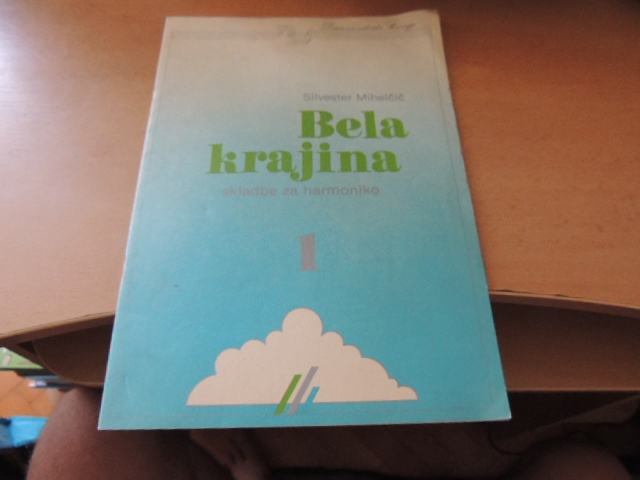 Silvester Mihelčič
Bela
krajina
skladbe za harmoniko
1